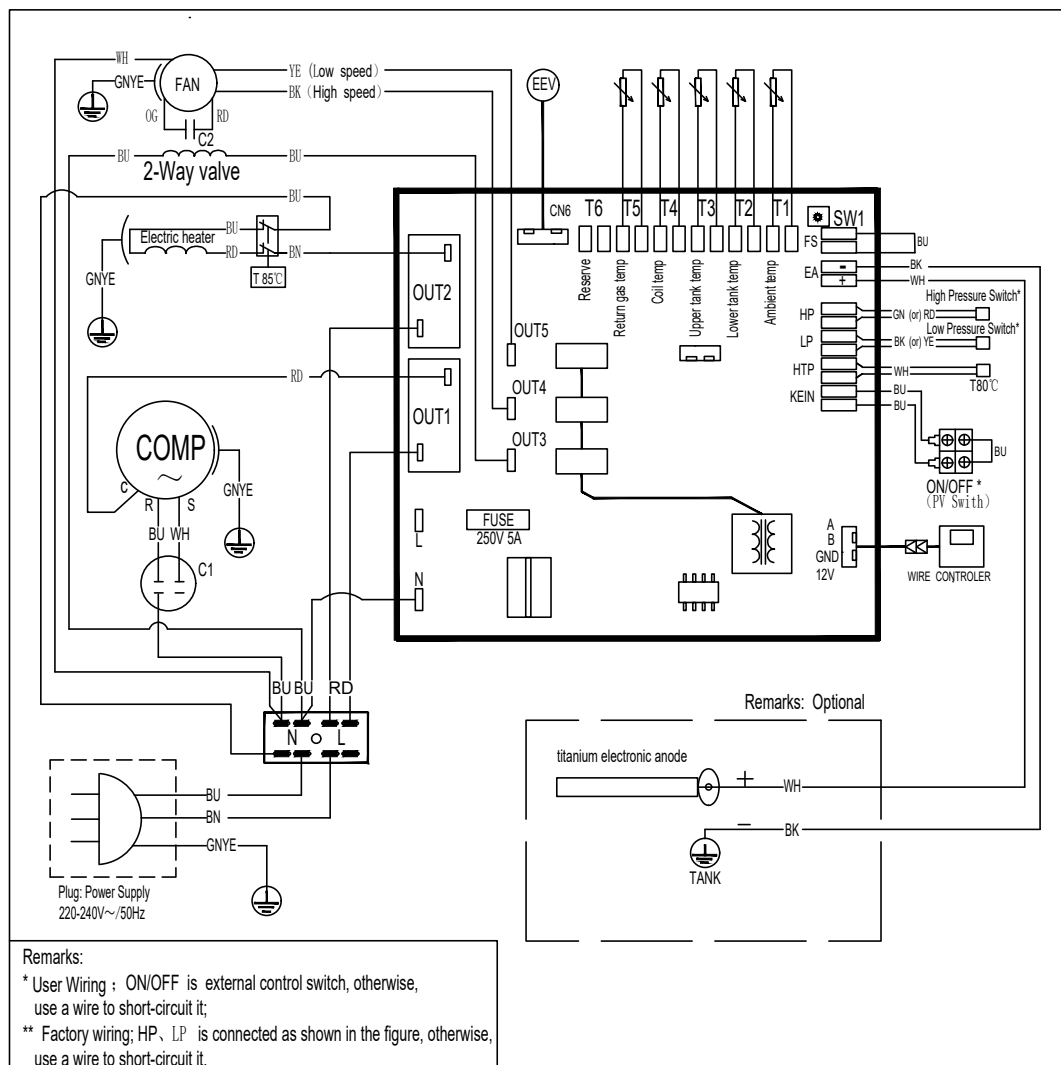 WH
GNYE
FAN
YE (Low speed)
BK (High speed)
OG
RD
C2
BU
BU
2-Way valve
BU
EEV
Electric heater
BU
RD
BN
T 85℃
GNYE
CN6
T6
T5
T4
T3
T2
T1
Reserve
Return gas temp
Coil temp
Upper tank temp
Lower tank temp
Ambient temp
SW1
FS
BU
EA
-
+
BK
WH
HP
High Pressure Switch*
GN (or) RD
LP
Low Pressure Switch*
BK (or) YE
HTP
WH
T80℃
KEIN
BU
BU
BU
ON/OFF *
(PV Swith)
OUT2
OUT5
OUT1
OUT4
OUT3
RD
COMP
~
C
R
S
GNYE
BU
WH
C1
L
N
FUSE
250V 5A
A
B
GND
12V
WIRE CONTROLER
BU
BU
RD
N
L
BU
BN
GNYE
Plug: Power Supply
220-240V～/50Hz
Remarks: Optional
titanium electronic anode
+
WH
−
BK
TANK
Remarks:
* User Wiring ; ON/OFF is external control switch, otherwise,
use a wire to short-circuit it;
** Factory wiring; HP、LP is connected as shown in the figure, otherwise,
use a wire to short-circuit it.